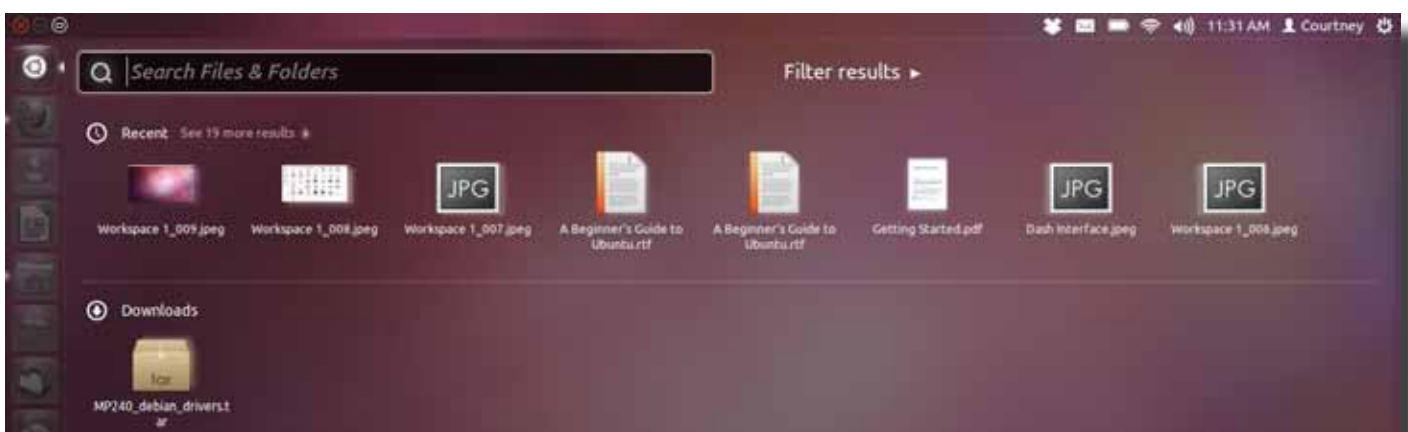 11:31 AM Courtney
Search Files & Folders
Filter results ▸
Recent See 19 more results
JPG
JPG
JPG
Workspace 1_009.jpeg
Workspace 1_008.jpeg
Workspace 1_007.jpeg
A Beginner's Guide to
Ubuntu.rtf
A Beginner's Guide to
Ubuntu.rtf
Getting Started.pdf
Dash Interface.jpeg
Workspace 1_006.jpeg
Downloads
tar
MP240_debian_drivers.t
ar